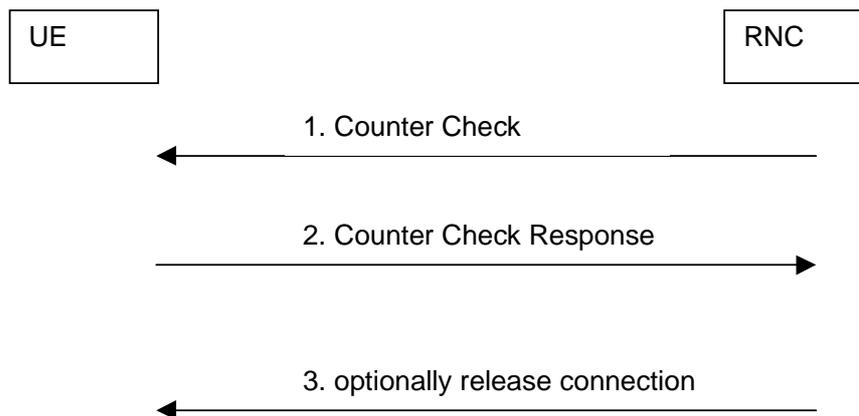 UE
RNC
1. Counter Check
2. Counter Check Response
3. optionally release connection